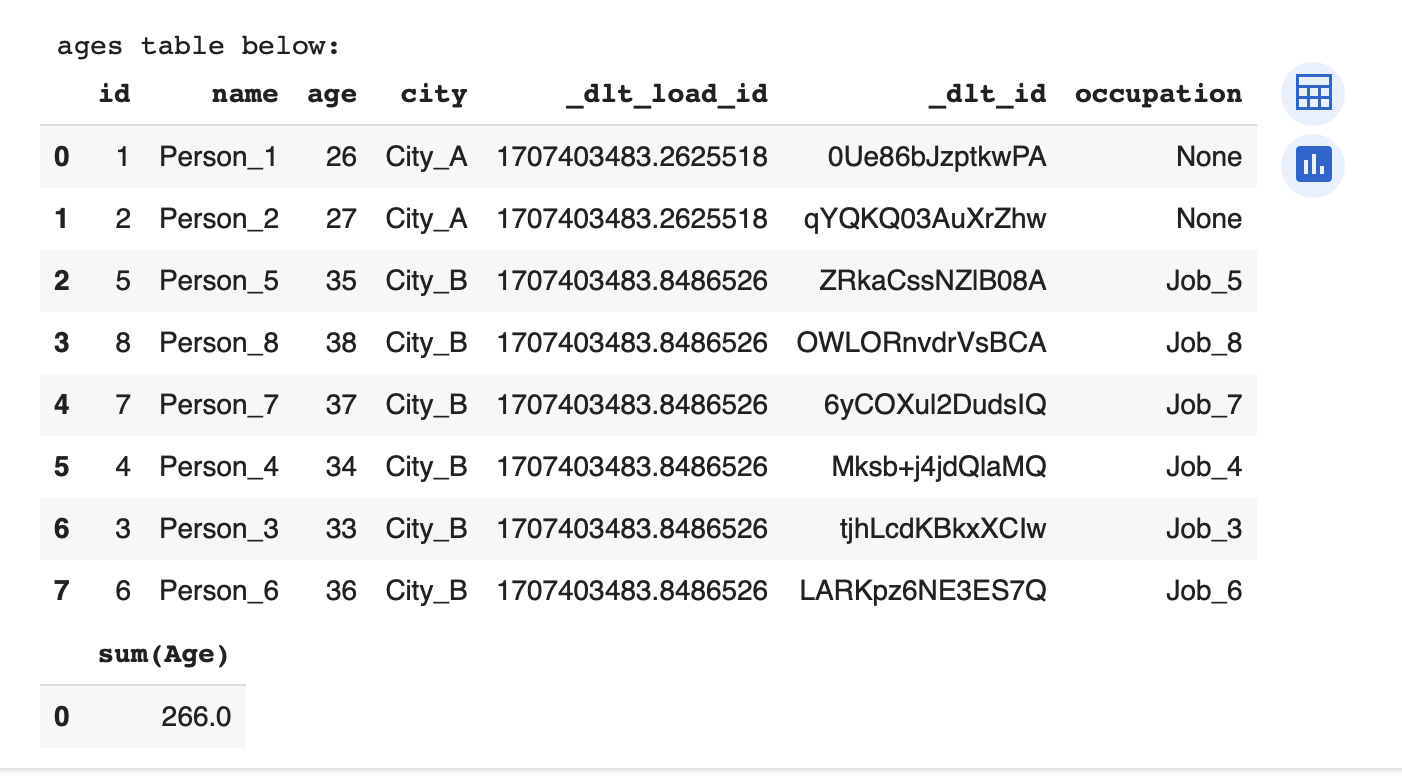 ages table below:
id name age city _dlt_load_id _dlt_id occupation
0 1 Person_1 26 City_A 1707403483.2625518 0Ue86bJzptkwPA None
1 2 Person_2 27 City_A 1707403483.2625518 qYQKQ03AuXrZhw None
2 5 Person_5 35 City_B 1707403483.8486526 ZRkaCssNZlB08A Job_5
3 8 Person_8 38 City_B 1707403483.8486526 OWLORnvdrVsBCA Job_8
4 7 Person_7 37 City_B 1707403483.8486526 6yCOXul2DudsIQ Job_7
5 4 Person_4 34 City_B 1707403483.8486526 Mksb+j4jdQlaMQ Job_4
6 3 Person_3 33 City_B 1707403483.8486526 tjhLcdKBkxXCIw Job_3
7 6 Person_6 36 City_B 1707403483.8486526 LARKpz6NE3ES7Q Job_6
sum(Age)
0 266.0